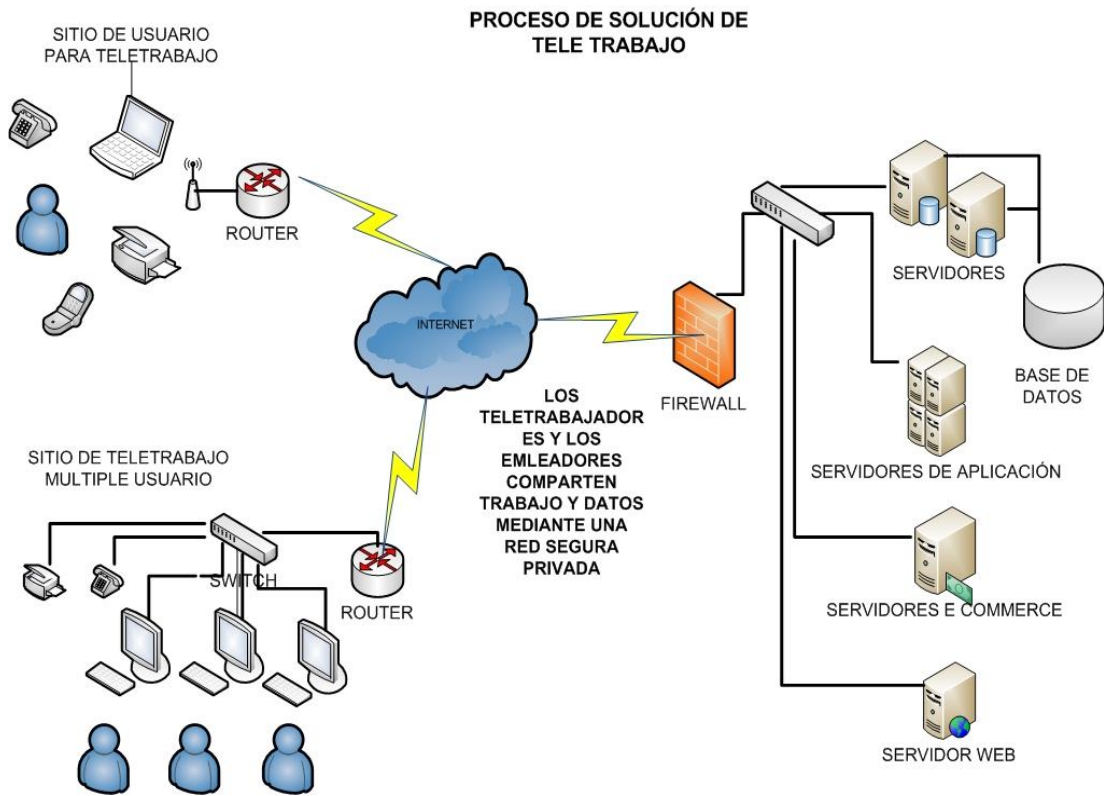 PROCESO DE SOLUCIÓN DE
TELE TRABAJO
SITIO DE USUARIO
PARA TELETRABAJO
ROUTER
INTERNET
SERVIDORES
BASE DE
DATOS
FIREWALL
LOS
TELETRABAJADOR
ES Y LOS
EMLEADORES
COMPARTEN
TRABAJO Y DATOS
MEDIANTE UNA
RED SEGURA
PRIVADA
SERVIDORES DE APLICACIÓN
SITIO DE TELETRABAJO
MULTIPLE USUARIO
SWITCH
ROUTER
SERVIDORES E COMMERCE
SERVIDOR WEB